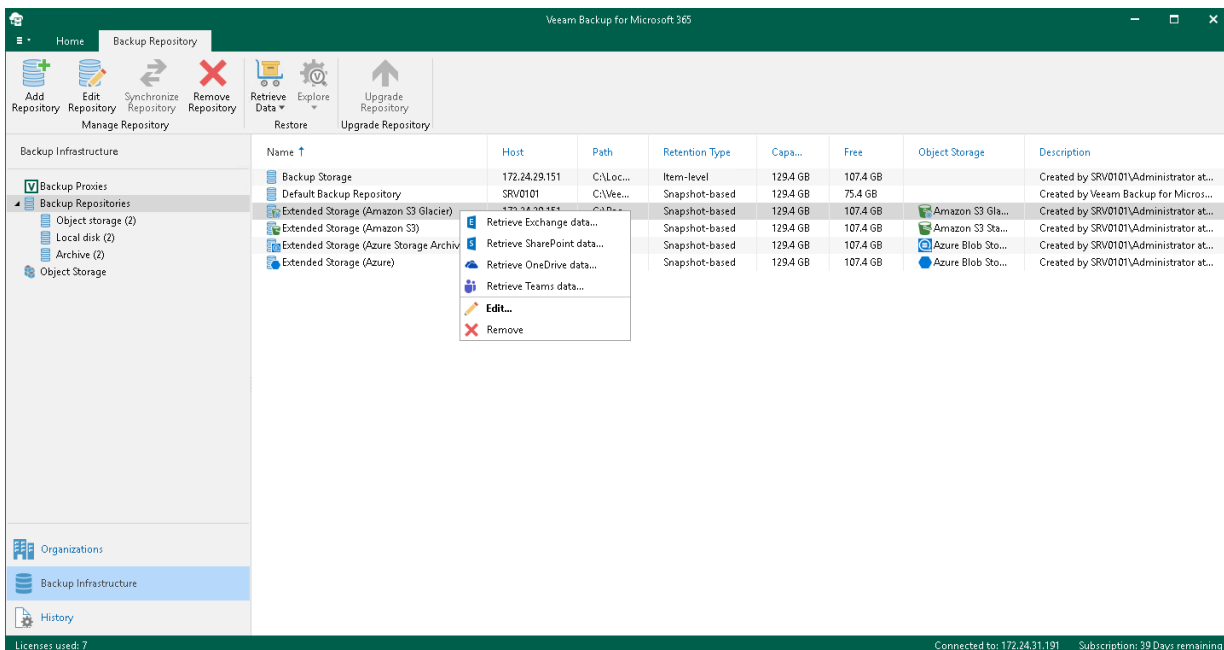 Veeam Backup for Microsoft 365
Home Backup Repository
Add Repository
Edit Repository
Synchronize Repository
Remove Repository
Retrieve Data
Explore
Upgrade Repository
Manage Repository Restore Upgrade Repository
Backup Infrastructure
Backup Proxies
Backup Repositories
Object storage (2)
Local disk (2)
Archive (2)
Object Storage
Name Host Path Retention Type Capa... Free Object Storage Description
Backup Storage 172.24.29.151 C:\Loc... Item-level 129.4 GB 107.4 GB Created by SRV0101\Administrator at...
Default Backup Repository SRV0101 C:\Vee... Snapshot-based 129.4 GB 75.4 GB Created by Veeam Backup for Micros...
Extended Storage (Amazon S3 Glacier) 172.24.29.151 Snapshot-based 129.4 GB 107.4 GB Amazon S3 Gla... Created by SRV0101\Administrator at...
Extended Storage (Amazon S3) Snapshot-based 129.4 GB 107.4 GB Amazon S3 Sta... Created by SRV0101\Administrator at...
Extended Storage (Azure Storage Archiv Snapshot-based 129.4 GB 107.4 GB Azure Blob Sto... Created by SRV0101\Administrator at...
Extended Storage (Azure) Snapshot-based 129.4 GB 107.4 GB Azure Blob Sto... Created by SRV0101\Administrator at...
Retrieve Exchange data...
Retrieve SharePoint data...
Retrieve OneDrive data...
Retrieve Teams data...
Edit...
Remove
Organizations
Backup Infrastructure
History
Licenses used: 7 Connected to: 172.24.31.191 Subscription: 39 Days remaining